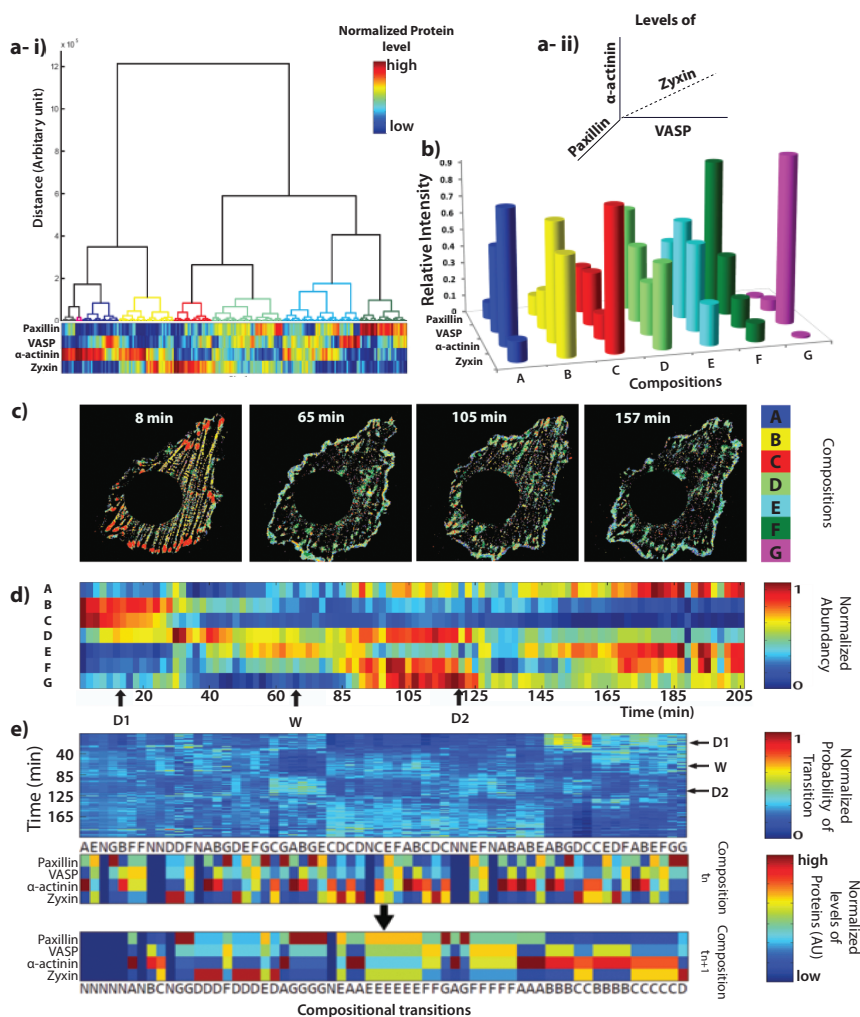 a- i)
x 10⁵
12
10
8
6
4
2
0
Distance (Arbitary unit)
Normalized Protein
level
high
low
Paxillin
VASP
α-actinin
Zyxin
a- ii)
Levels of
α-actinin
Zyxin
Paxillin
VASP
b)
0.9
0.8
0.7
0.6
0.5
0.4
0.3
0.2
0.1
0
Relative Intensity
Paxillin
VASP
α-actinin
Zyxin
A B C D E F G
Compositions
c)
8 min 65 min 105 min 157 min
A
B
C
D
E
F
G
Compositions
d)
A
B
C
D
E
F
G
20 40 60 85 105 125 145 165 185 205
Time (min)
D1 W D2
1
0
Normalized
Abundancy
e)
Time (min)
40
85
125
165
D1
W
D2
1
0
Normalized
Probability of
Transition
AENGBFFNNDDFNABGDEFGCGABGECDCDNCEFABCDCNNEFNABABEABGDCCEDFABEFGG
Paxillin
VASP
α-actinin
Zyxin
Composition
tn
Paxillin
VASP
α-actinin
Zyxin
Composition
tn+1
NNNNNANBCNGGDDDFDDDEDAGGGGNEAAEEEEEEFFGAGFFFFFAAABBBCCBBBBCCCCCD
Compositional transitions
high
low
Normalized
levels of
Proteins (AU)